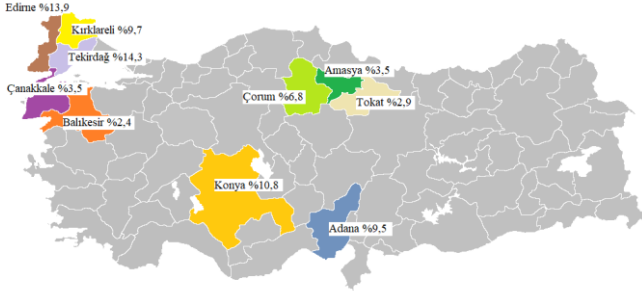 Edirne %13,9
Kırklareli %9,7
Tekirdağ %14,3
Çanakkale %3,5
Balıkesir %2,4
Amasya %3,5
Çorum %6,8
Tokat %2,9
Konya %10,8
Adana %9,5